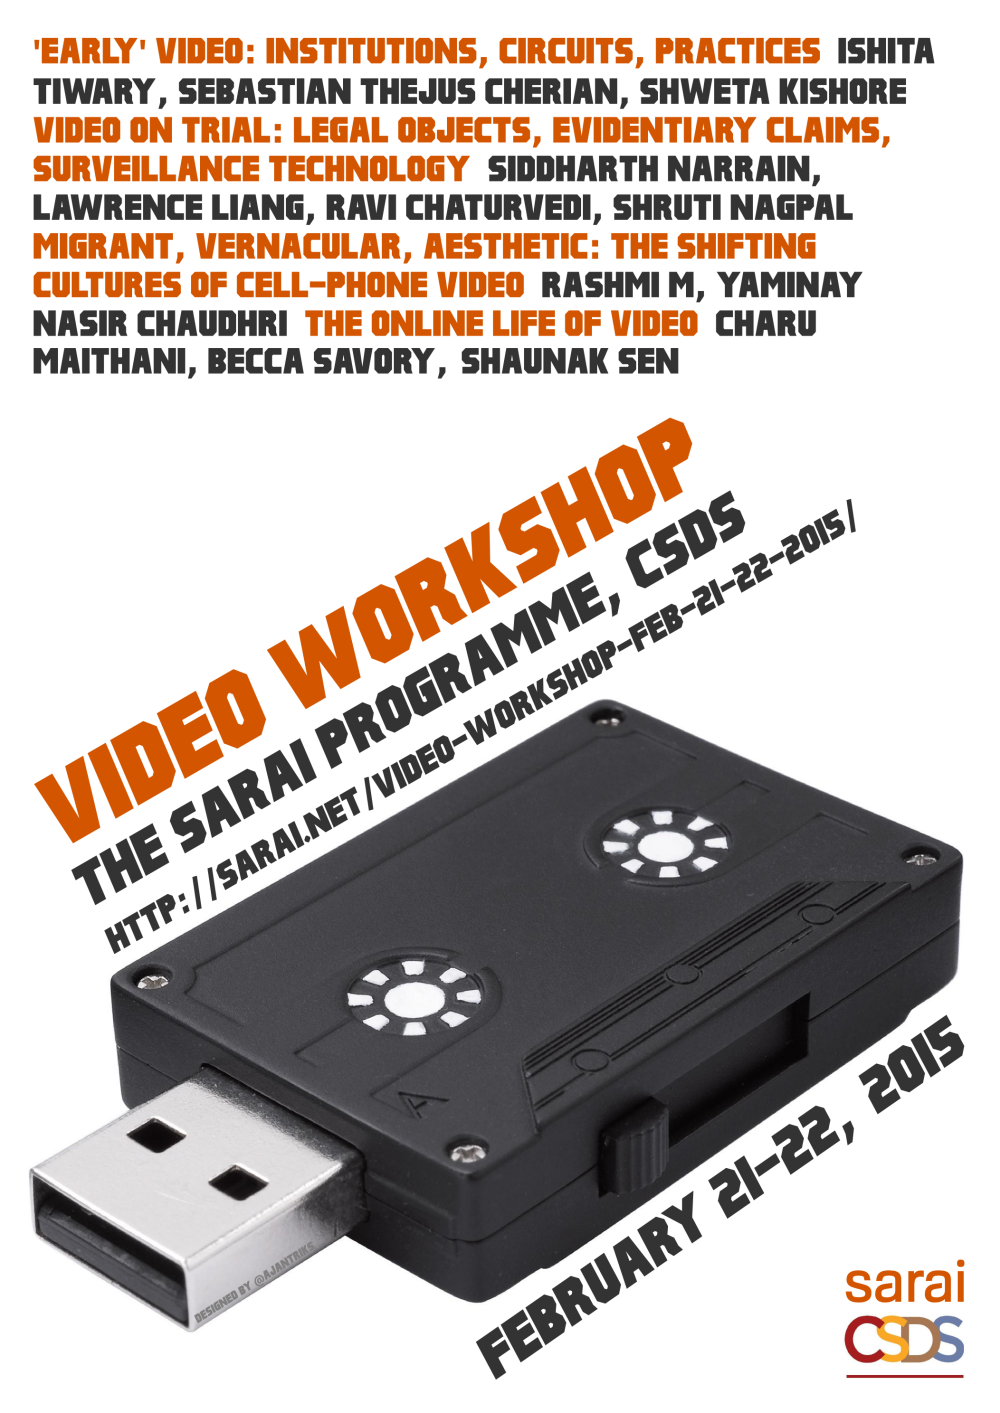 'EARLY' VIDEO: INSTITUTIONS, CIRCUITS, PRACTICES ISHITA
TIWARY, SEBASTIAN THEJUS CHERIAN, SHWETA KISHORE
VIDEO ON TRIAL: LEGAL OBJECTS, EVIDENTIARY CLAIMS,
SURVEILLANCE TECHNOLOGY SIDDHARTH NARRAIN,
LAWRENCE LIANG, RAVI CHATURVEDI, SHRUTI NAGPAL
MIGRANT, VERNACULAR, AESTHETIC: THE SHIFTING
CULTURES OF CELL-PHONE VIDEO RASHMI M, YAMINAY
NASIR CHAUDHRI THE ONLINE LIFE OF VIDEO CHARU
MAITHANI, BECCA SAVORY, SHAUNAK SEN
VIDEO WORKSHOP
THE SARAI PROGRAMME, CSDS
HTTP://SARAI.NET/VIDEO-WORKSHOP-FEB-21-22-2015/
A
DESIGNED BY @AJANTRIKS
FEBRUARY 21-22, 2015
sarai
CSDS